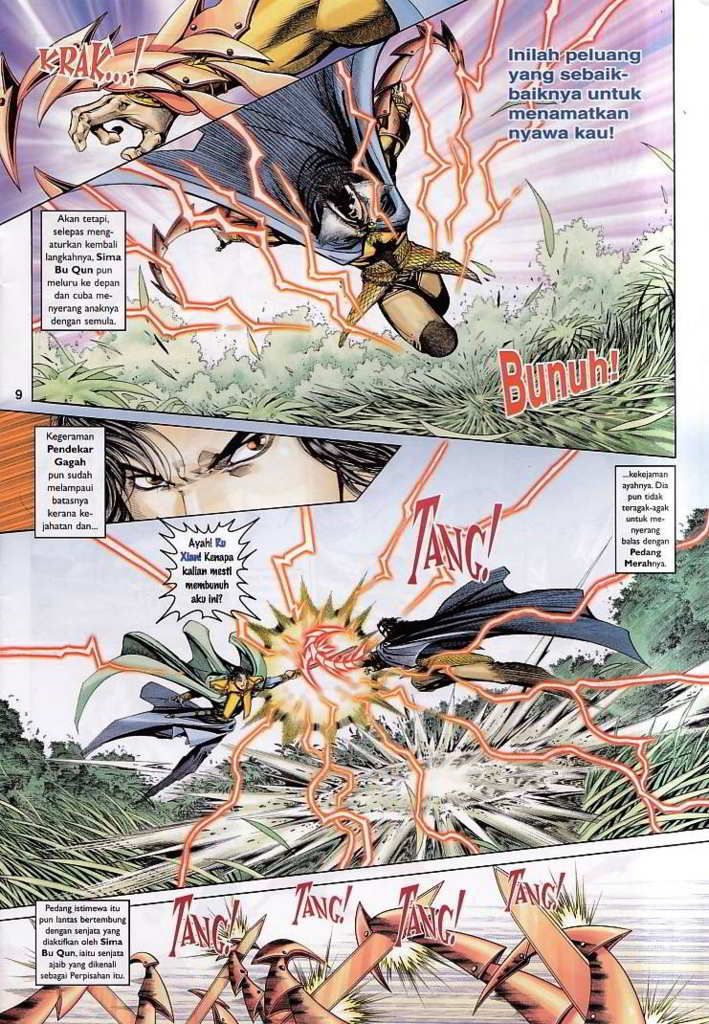 KRAK...!
Inilah peluang
yang sebaik-
baiknya untuk
menamatkan
nyawa kau!
Akan tetapi,
selepas meng-
aturkan kembali
langkahnya, Sima
Bu Qun pun
meluru ke depan
dan cuba me-
nyerang anaknya
dengan semula.
Bunuh!
9
Kegeraman
Pendekar
Gagah
pun sudah
melampaui
batasnya
kerana ke-
jahatan dan...
...kekejaman
ayahnya. Dia
pun tidak
teragak-agak
untuk me-
nyerang
balas dengan
Pedang
Merahnya.
TANG!
Ayah! Ru
Xian! Kenapa
kalian mesti
membunuh
aku ini?
Pedang istimewa itu
pun lantas bertembung
dengan senjata yang
diaktifkan oleh Sima
Bu Qun, iaitu senjata
ajaib yang dikenali
sebagai Perpisahan itu.
TANG!
TANG!
TANG!
TANG!